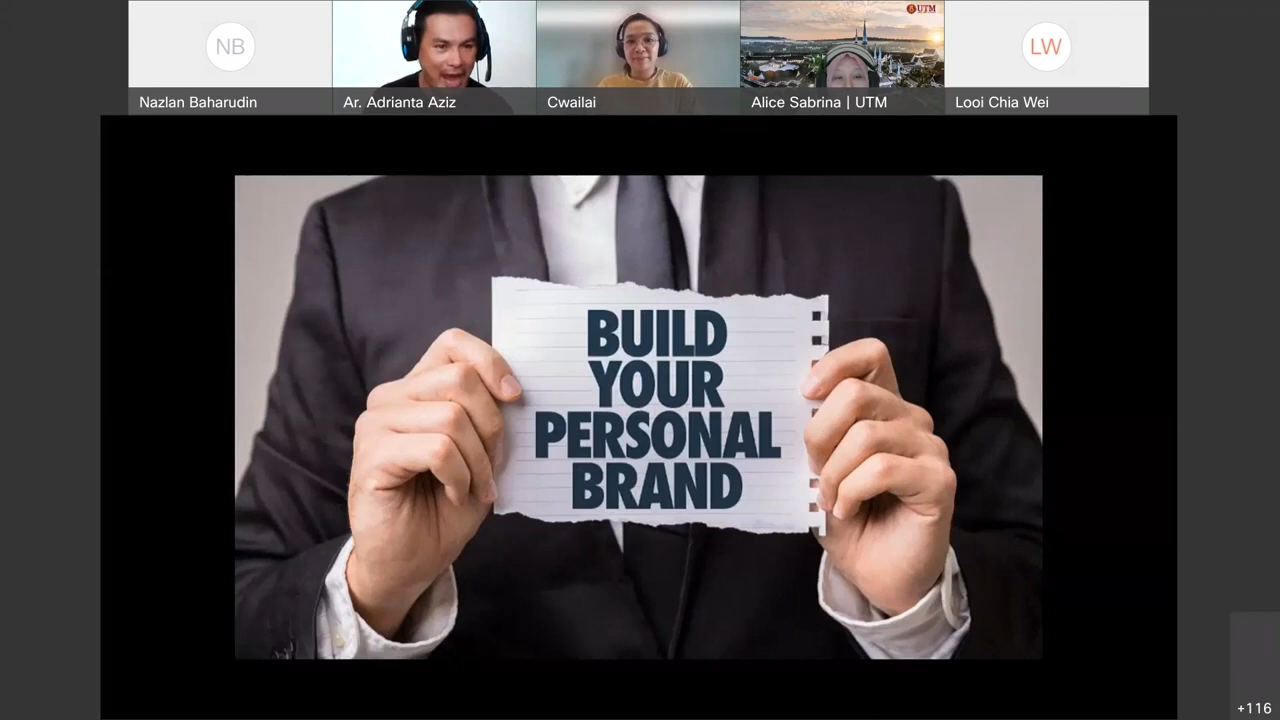 NB
UTM
LW
Nazlan Baharudin
Ar. Adrianta Aziz
Cwailai
Alice Sabrina | UTM
Looi Chia Wei
BUILD
YOUR
PERSONAL
BRAND
+116